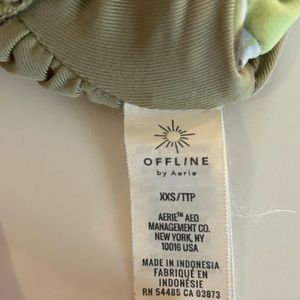 OFFLINE
by Aerie
XXS/TTP
AERIE™ AEO
MANAGEMENT CO.
NEW YORK, NY
10016 USA
MADE IN INDONESIA
FABRIQUÉ EN
INDONÉSIE
RN 54485 CA 03873